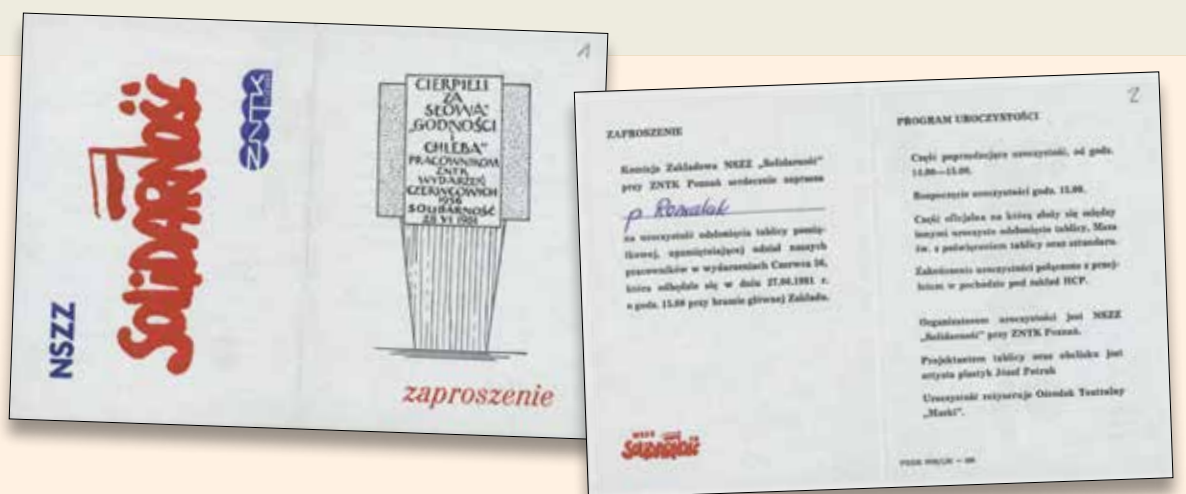 NSZZ
Solidarność
ZNTK
1
CIERPIELI
ZA
SŁOWA:
„GODNOŚCI
I
CHLEBA"
PRACOWNIKOM
ZNTK
WYDARZEŃ
CZERWCOWYCH
1956
SOLIDARNOŚĆ
28 VI 1981
zaproszenie
ZAPROSZENIE
Komisja Zakładowa NSZZ „Solidarność"
przy ZNTK Poznań serdecznie zaprasza
p.
na uroczystość odsłonięcia tablicy pamią-
tkowej, upamiętniającej udział naszych
pracowników w wydarzeniach Czerwca 56,
która odbędzie się w dniu 27.06.1981 r.
o godz. 15.00 przy bramie głównej Zakładu.
NSZZ
Solidarność
2
PROGRAM UROCZYSTOŚCI
Część poprzedzająca uroczystość, od godz.
14.00—15.00.
Rozpoczęcie uroczystości godz. 15.00.
Część oficjalna na którą złoży się między
innymi uroczyste odsłonięcie tablicy, Msza
św. z poświęceniem tablicy oraz sztandaru.
Zakończenie uroczystości połączone z przej-
ściem w pochodzie pod zakład HCP.
Organizatorem uroczystości jest NSZZ
„Solidarność" przy ZNTK Poznań.
Projektantem tablicy oraz obelisku jest
artysta plastyk Józef Petruk
Uroczystość reżyseruje Ośrodek Teatralny
„Maski".